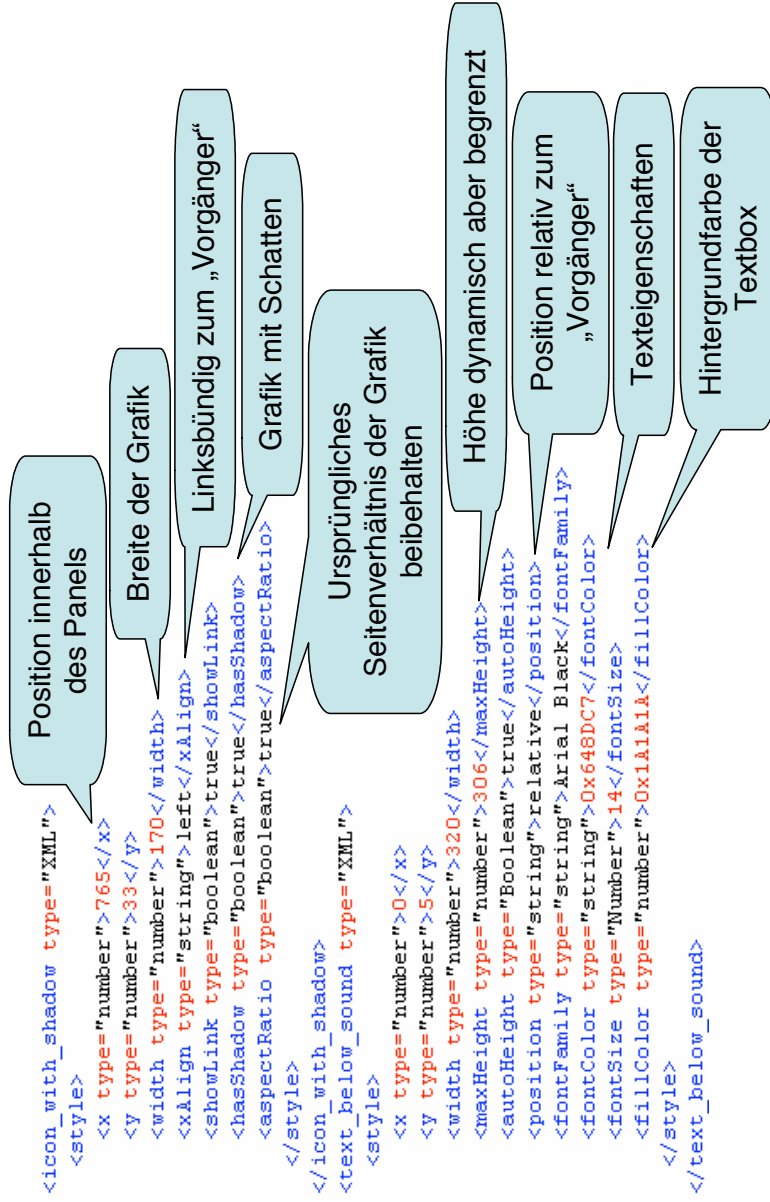 <icon_with_shadow type="XML">
<style>
<x type="number">765</x>
<y type="number">33</y>
<width type="number">170</width>
<xAlign type="string">left</xAlign>
<showLink type="boolean">true</showLink>
<hasShadow type="boolean">true</hasShadow>
<aspectRatio type="boolean">true</aspectRatio>
</style>
</icon_with_shadow>
<text_below_sound type="XML">
<style>
<x type="number">0</x>
<y type="number">5</y>
<width type="number">320</width>
<maxHeight type="number">306</maxHeight>
<autoHeight type="Boolean">true</autoHeight>
<position type="string">relative</position>
<fontFamily type="string">Arial Black</fontFamily>
<fontColor type="string">0x648DC7</fontColor>
<fontSize type="Number">14</fontSize>
<fillColor type="number">0x1A1A1A</fillColor>
</style>
</text_below_sound>
Position innerhalb
des Panels
Breite der Grafik
Linksbündig zum „Vorgänger“
Grafik mit Schatten
Ursprüngliches
Seitenverhältnis der Grafik
beibehalten
Höhe dynamisch aber begrenzt
Position relativ zum
„Vorgänger“
Texteigenschaften
Hintergrundfarbe der
Textbox